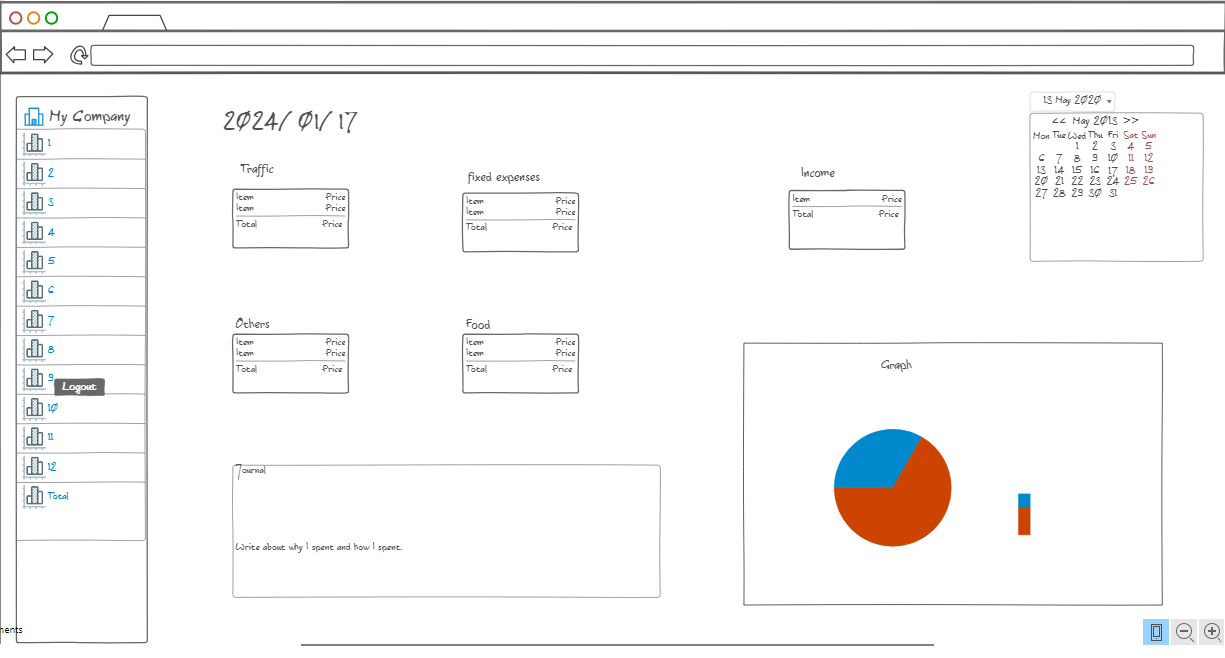 My Company
1
2
3
4
5
6
7
8
9
Logout
10
11
12
Total
2024/ 01/ 17
Traffic
Item Price
Item Price
Total Price
fixed expenses
Item Price
Item Price
Total Price
Income
Item Price
Total Price
13 May 2020
<< May 2013 >>
Mon Tue Wed Thu Fri Sat Sun
1 2 3 4 5
6 7 8 9 10 11 12
13 14 15 16 17 18 19
20 21 22 23 24 25 26
27 28 29 30 31
Others
Item Price
Item Price
Total Price
Food
Item Price
Item Price
Total Price
Graph
Journal
Write about why I spent and how I spent.
nents